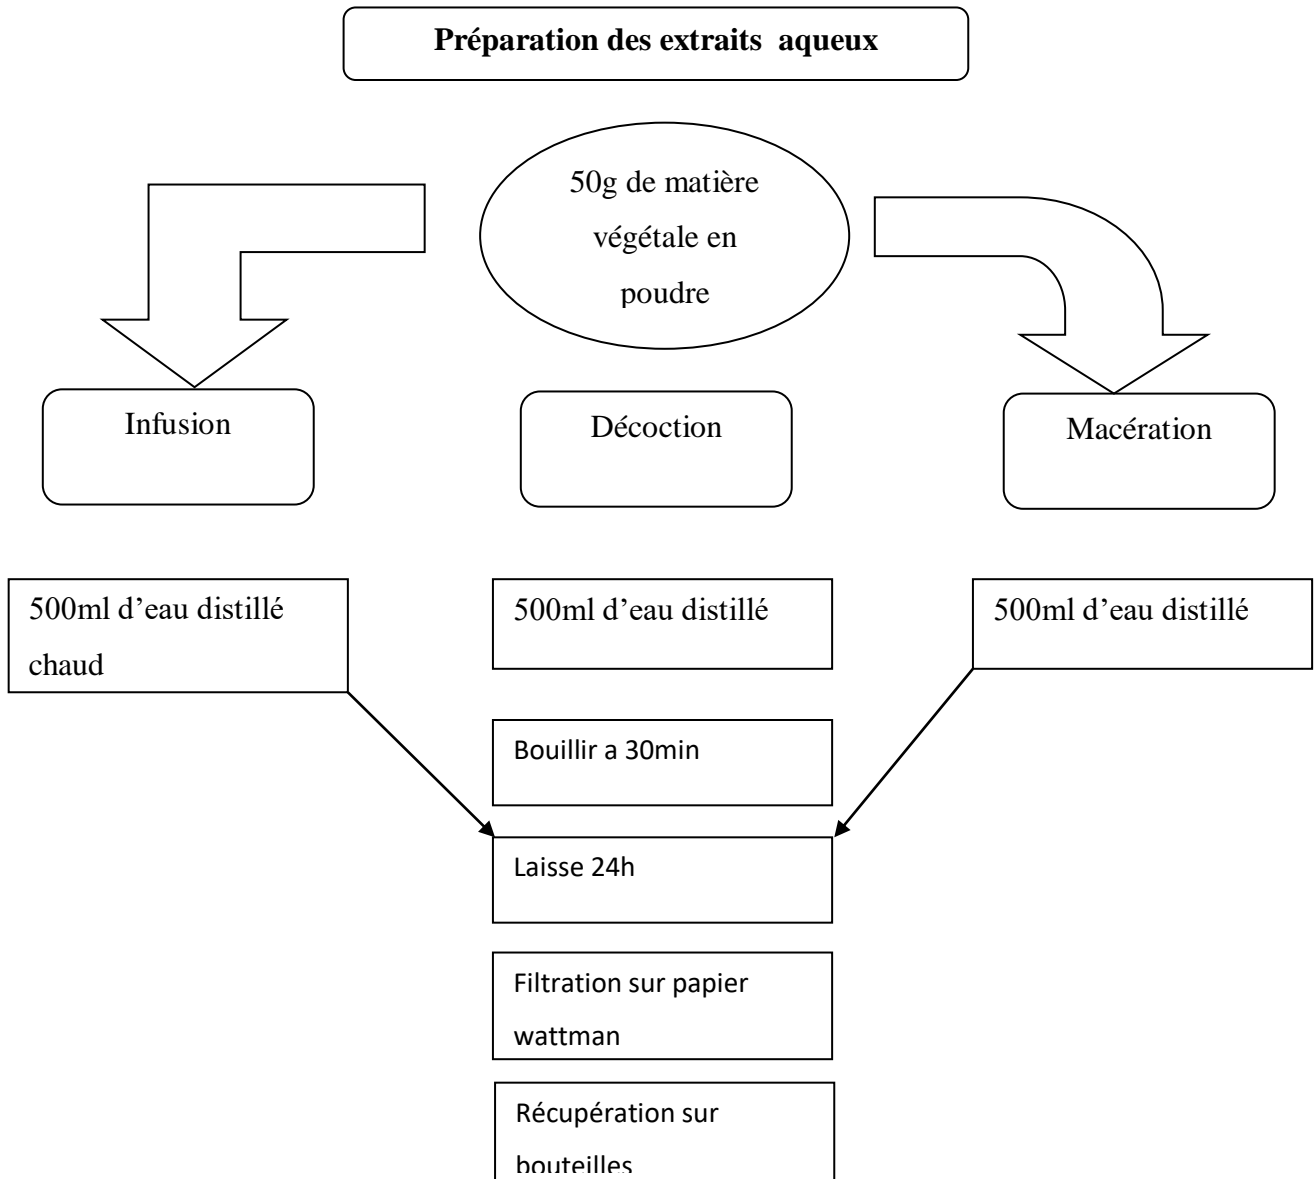 Préparation des extraits  aqueux
50g de matière
végétale en
poudre
Infusion
Décoction
Macération
500ml d’eau distillé
chaud
500ml d’eau distillé
500ml d’eau distillé
Bouillir a 30min
Laisse 24h
Filtration sur papier
wattman
Récupération sur
bouteilles